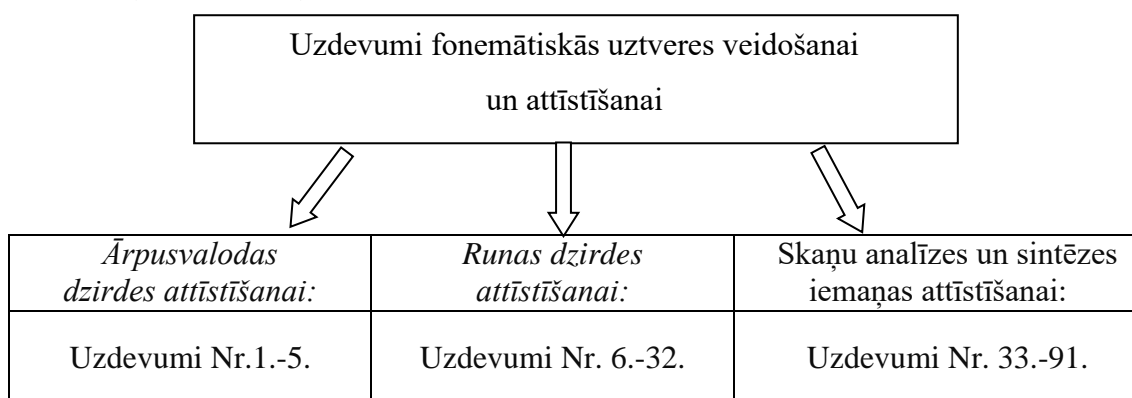 Uzdevumi fonemātiskās uztveres veidošanai
un attīstīšanai
Ārpusvalodas
dzirdes attīstīšanai:
Runas dzirdes
attīstīšanai:
Skaņu analīzes un sintēzes
iemaņas attīstīšanai:
Uzdevumi Nr.1.-5.
Uzdevumi Nr. 6.-32.
Uzdevumi Nr. 33.-91.